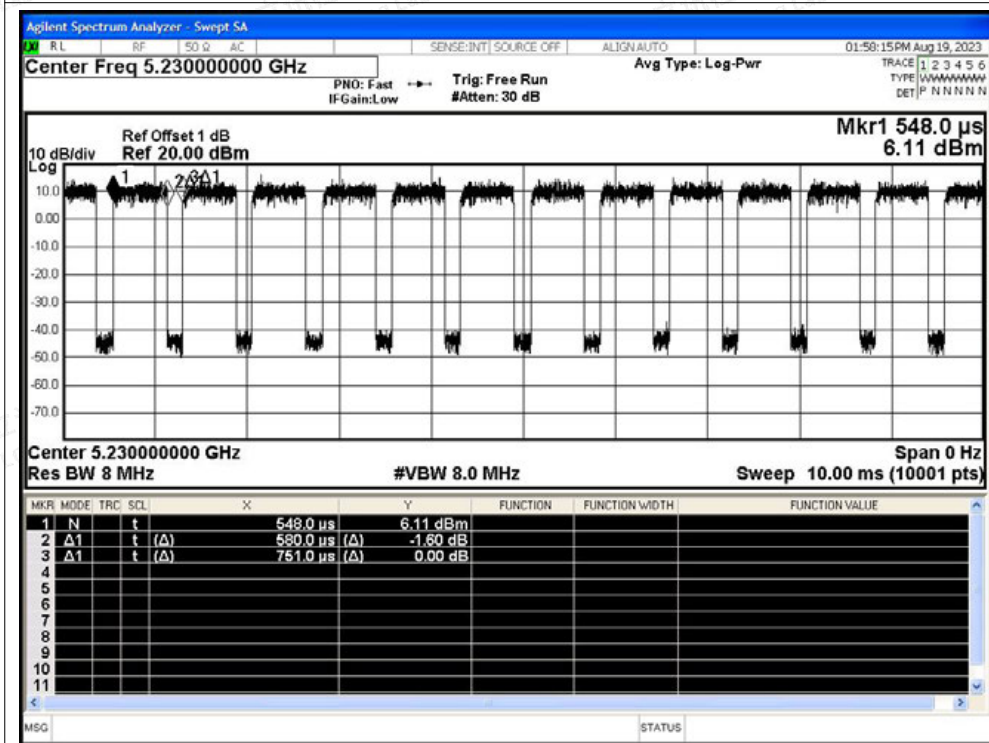 Agilent Spectrum Analyzer - Swept SA
RL RF 50 Ω AC SENSE:INT SOURCE OFF ALIGN AUTO 01:58:15PM Aug 19, 2023
Center Freq 5.230000000 GHz
PNO: Fast
IFGain:Low
Trig: Free Run
#Atten: 30 dB
Avg Type: Log-Pwr
TRACE 1 2 3 4 5 6
TYPE WWWWWW
DET P N N N N N
Mkr1 548.0 µs
6.11 dBm
Ref Offset 1 dB
10 dB/div Ref 20.00 dBm
Log
1 2Δ1 3Δ1
10.0
0.00
-10.0
-20.0
-30.0
-40.0
-50.0
-60.0
-70.0
Center 5.230000000 GHz Span 0 Hz
Res BW 8 MHz #VBW 8.0 MHz Sweep 10.00 ms (10001 pts)
MKR MODE TRC SCL X Y FUNCTION FUNCTION WIDTH FUNCTION VALUE
1 N t 548.0 µs 6.11 dBm
2 Δ1 t (Δ) 580.0 µs (Δ) -1.60 dB
3 Δ1 t (Δ) 751.0 µs (Δ) 0.00 dB
4
5
6
7
8
9
10
11
MSG STATUS